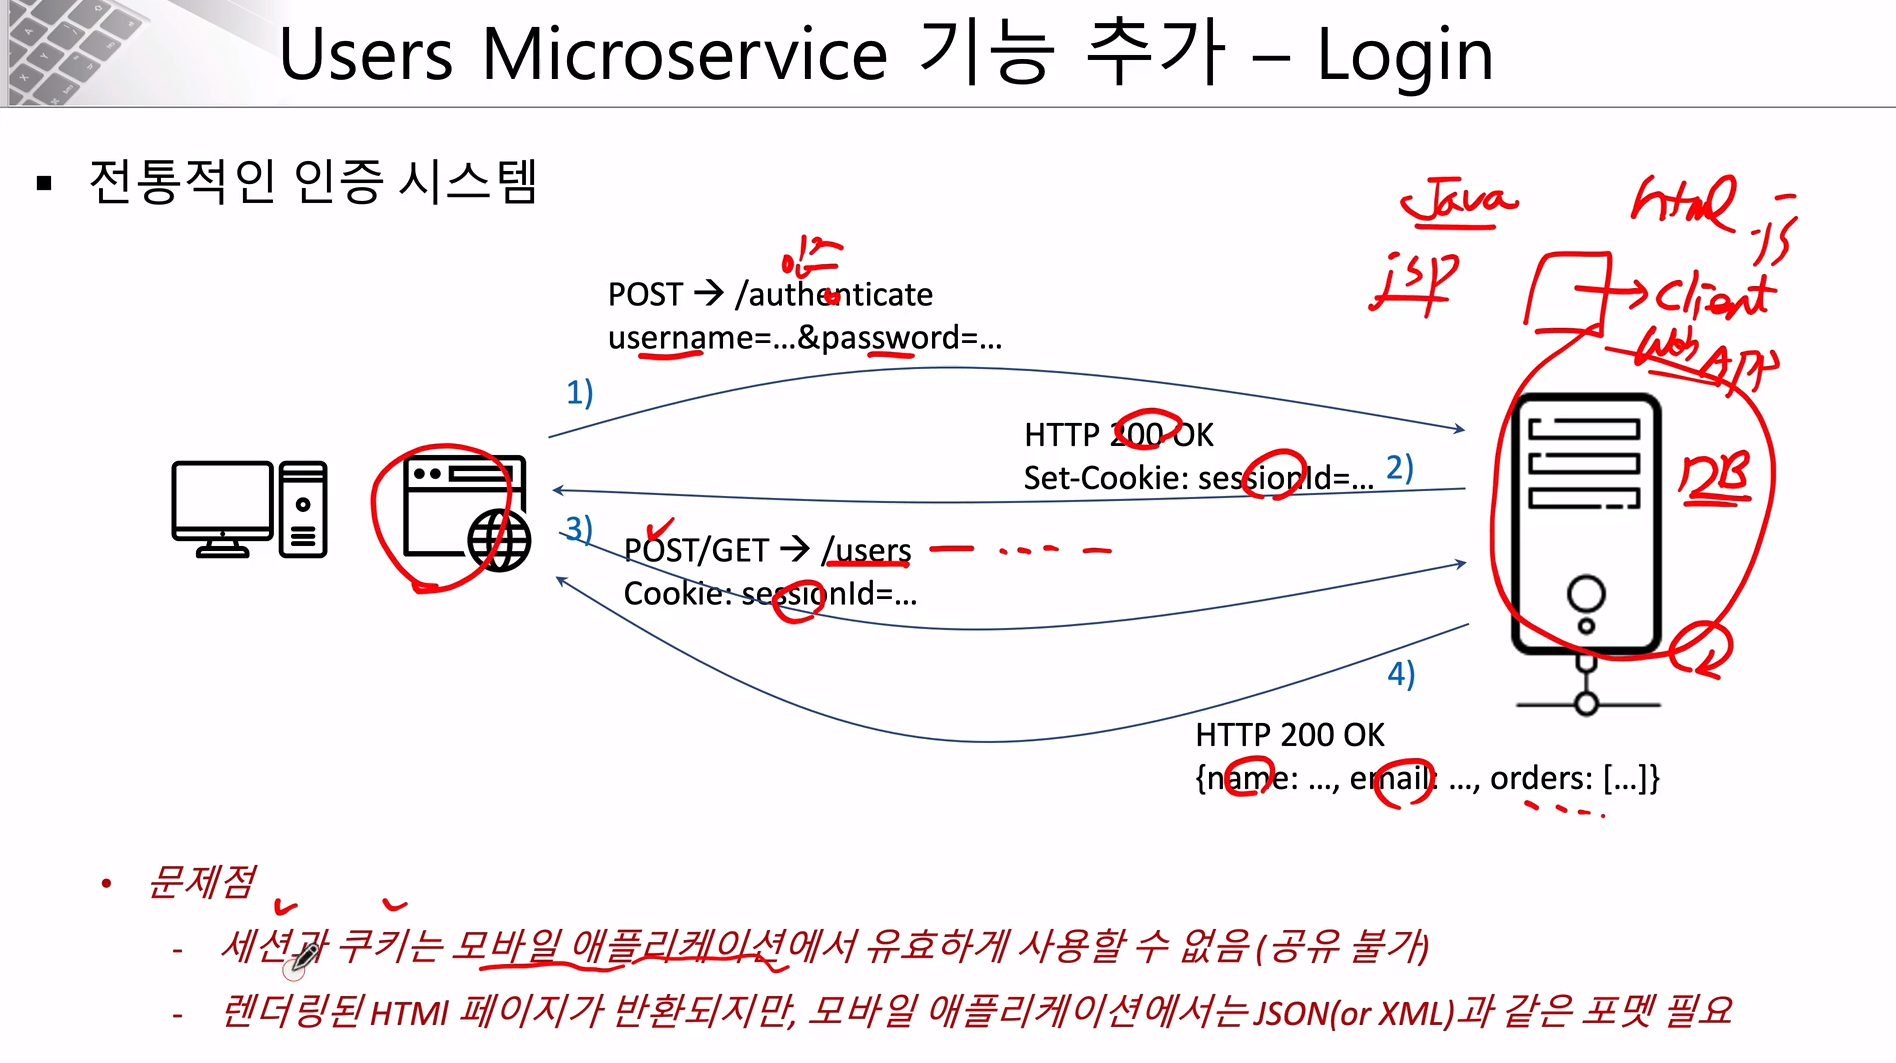 Users Microservice 기능 추가 – Login
▪ 전통적인 인증 시스템
Java
html
js
jsp
Client
Web APP
POST → /authenticate
username=...&password=...
1)
HTTP 200 OK
Set-Cookie: sessionId=...
2)
DB
3)
POST/GET → /users
Cookie: sessionId=...
4)
HTTP 200 OK
{name: ..., email: ..., orders: [...]}
• 문제점
- 세션과 쿠키는 모바일 애플리케이션에서 유효하게 사용할 수 없음 (공유 불가)
- 렌더링된 HTMl 페이지가 반환되지만, 모바일 애플리케이션에서는 JSON(or XML)과 같은 포멧 필요